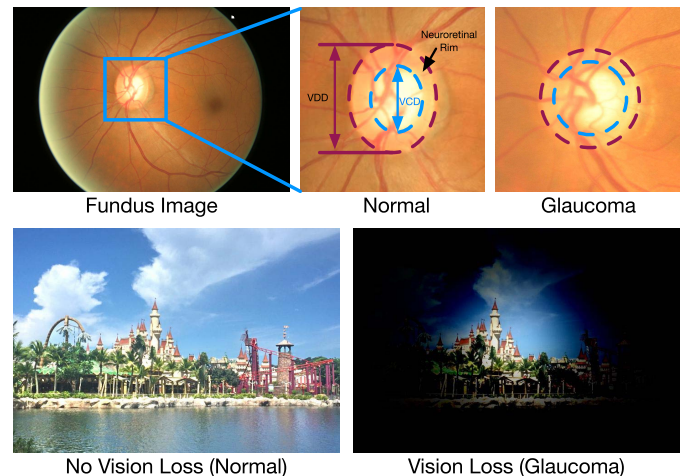 Neuroretinal
Rim
VDD
VCD
Fundus Image
Normal
Glaucoma
No Vision Loss (Normal)
Vision Loss (Glaucoma)